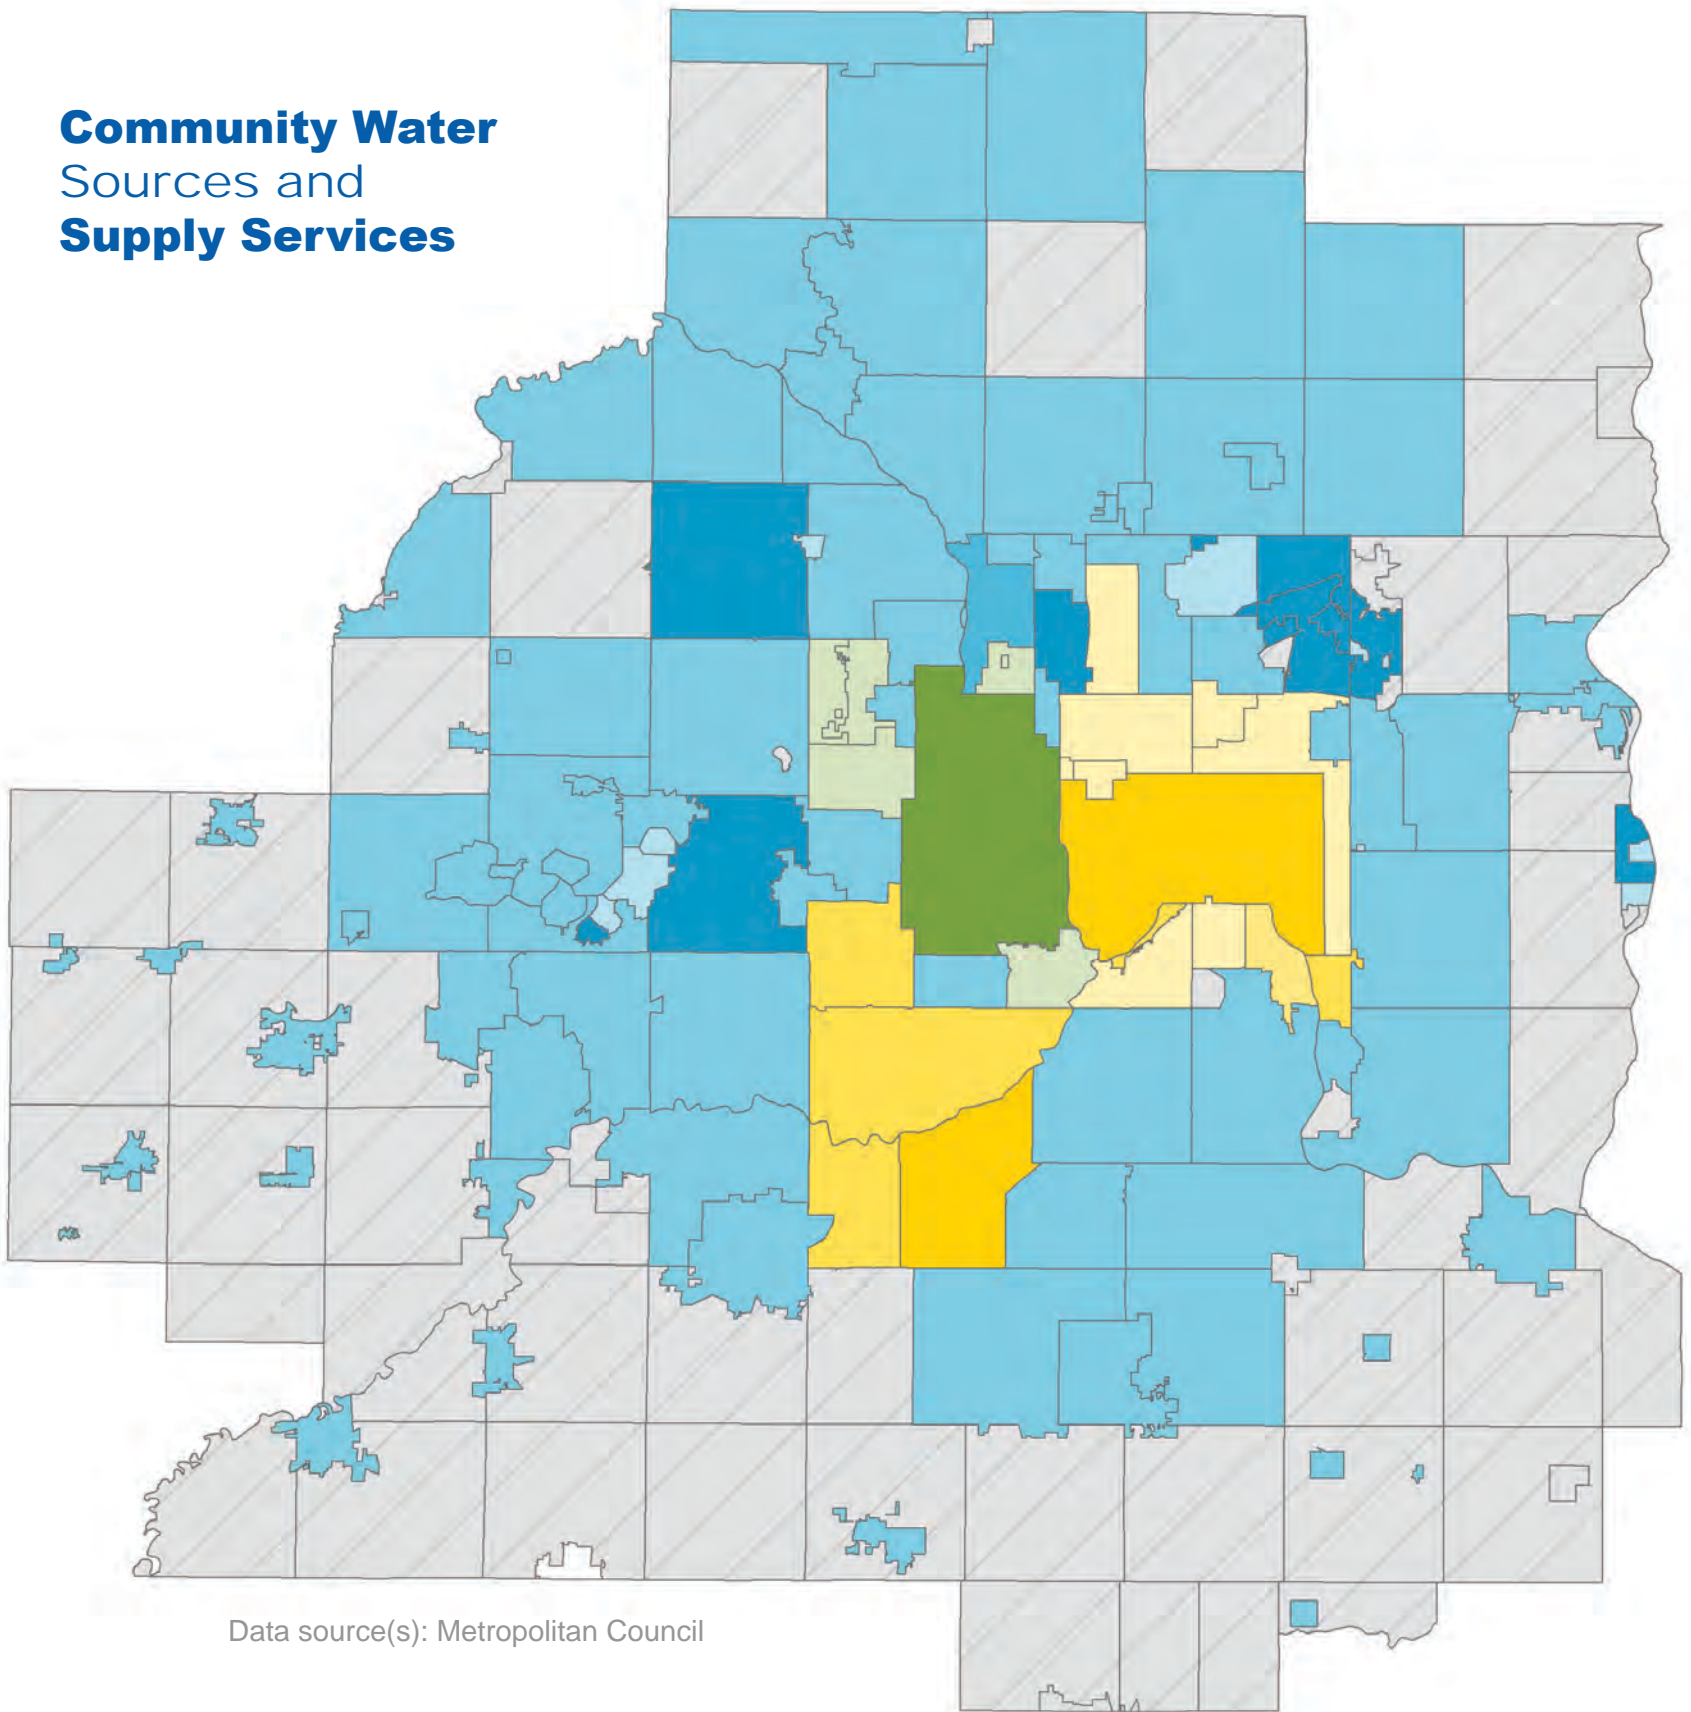 Community Water
Sources and
Supply Services
Data source(s): Metropolitan Council